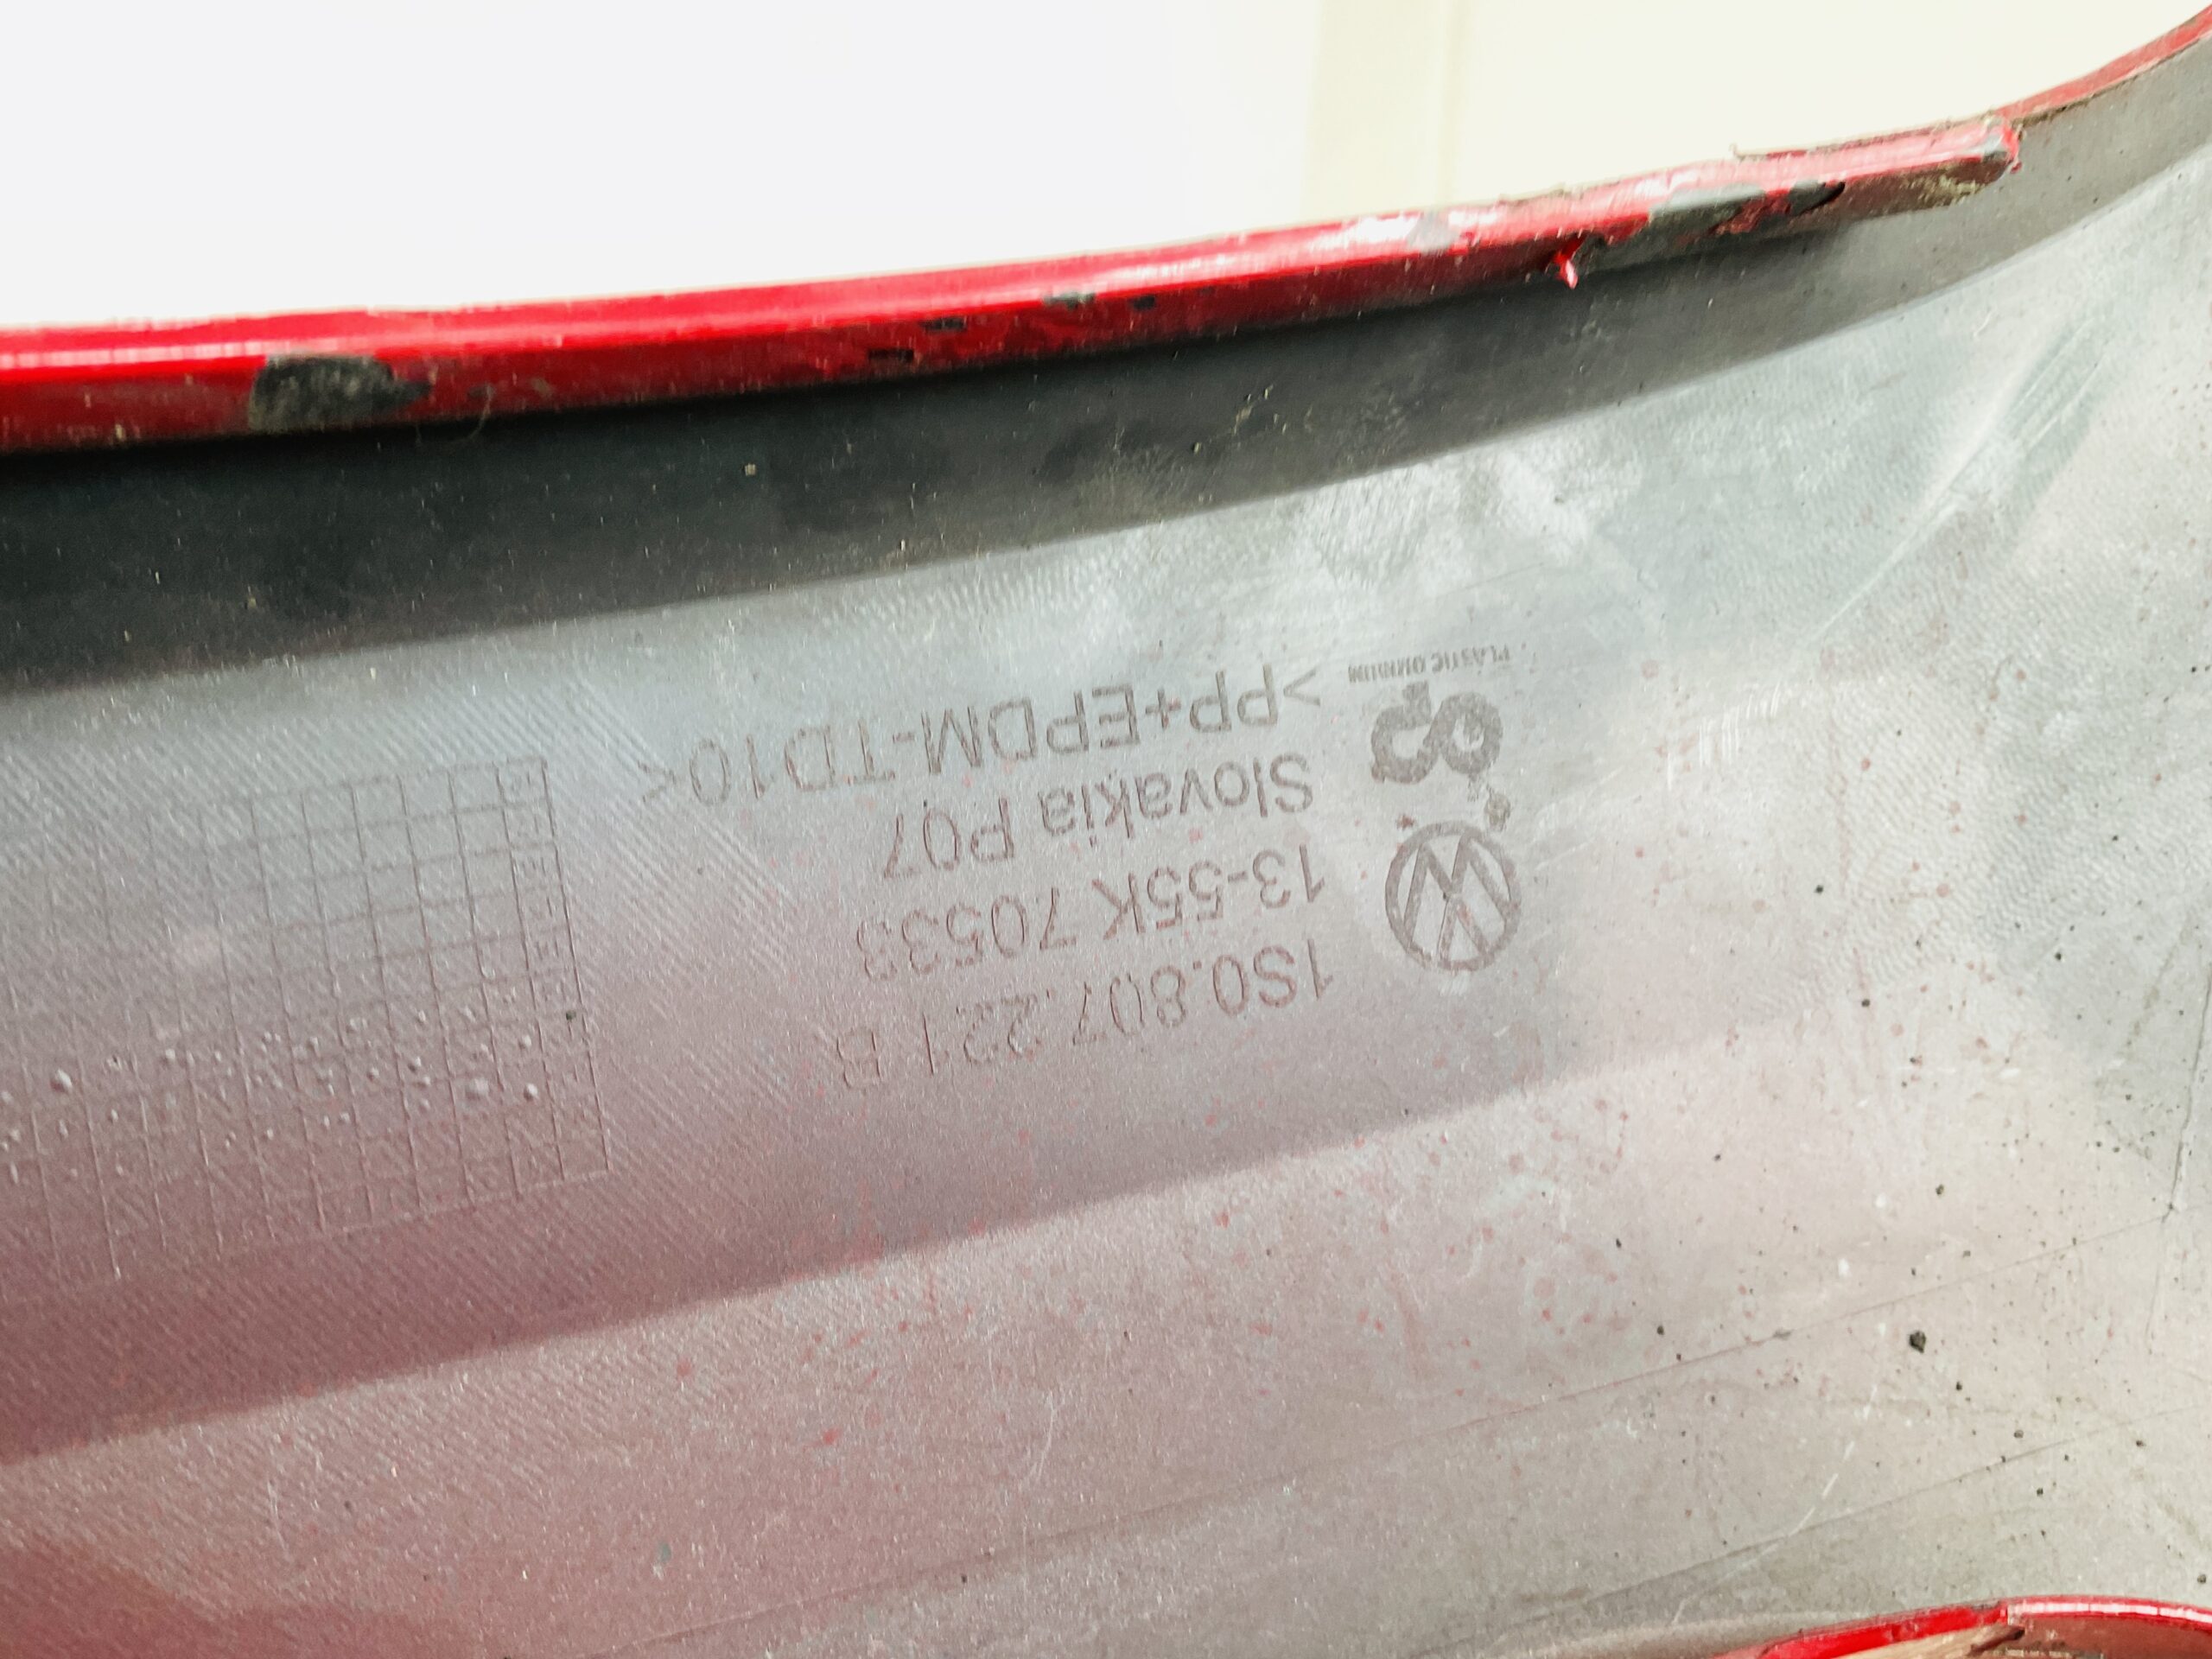 1S0.807.221 B
13-55K 70533
Slovakia P07
>PP+EPDM-TD10<
PLASTIC OMNIUM